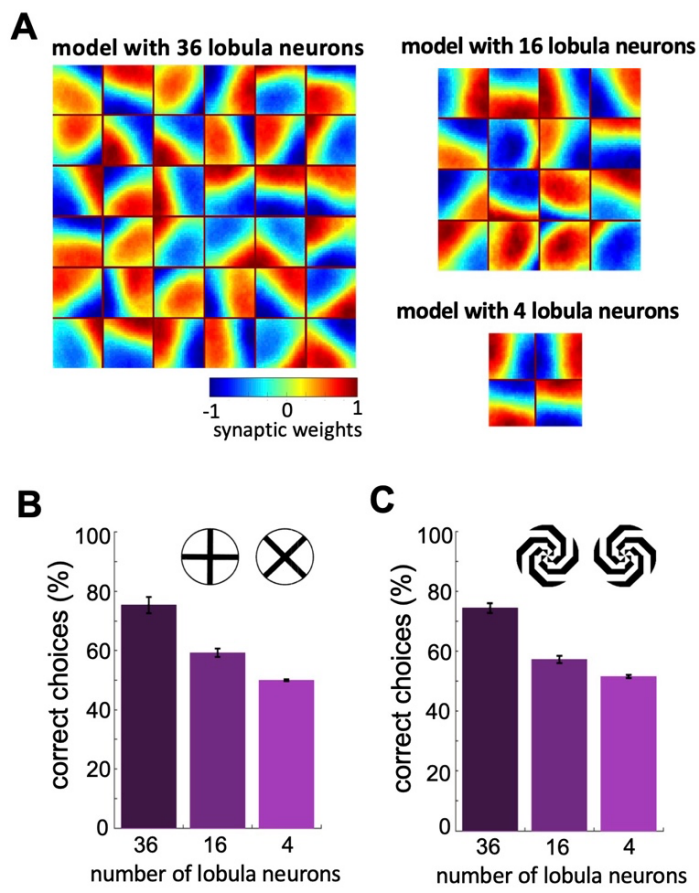 A
model with 36 lobula neurons
model with 16 lobula neurons
model with 4 lobula neurons
-1 0 1
synaptic weights
B
correct choices (%)
100
80
60
40
20
0
36 16 4
number of lobula neurons
C
correct choices (%)
100
80
60
40
20
0
36 16 4
number of lobula neurons